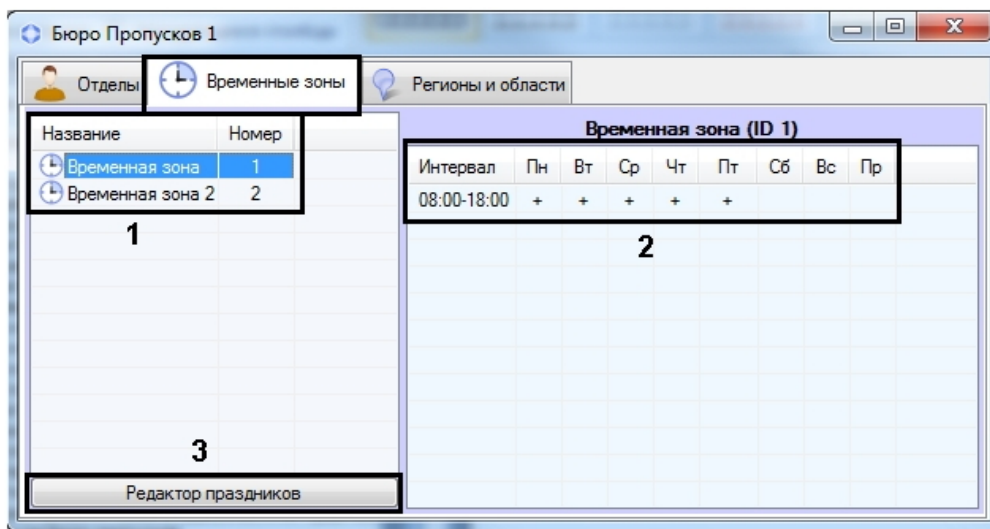 Бюро Пропусков 1
Отделы Временные зоны Регионы и области
Название Номер
Временная зона 1
Временная зона 2 2
1
Временная зона (ID 1)
Интервал Пн Вт Ср Чт Пт Сб Вс Пр
08:00-18:00 + + + + +
2
3
Редактор праздников